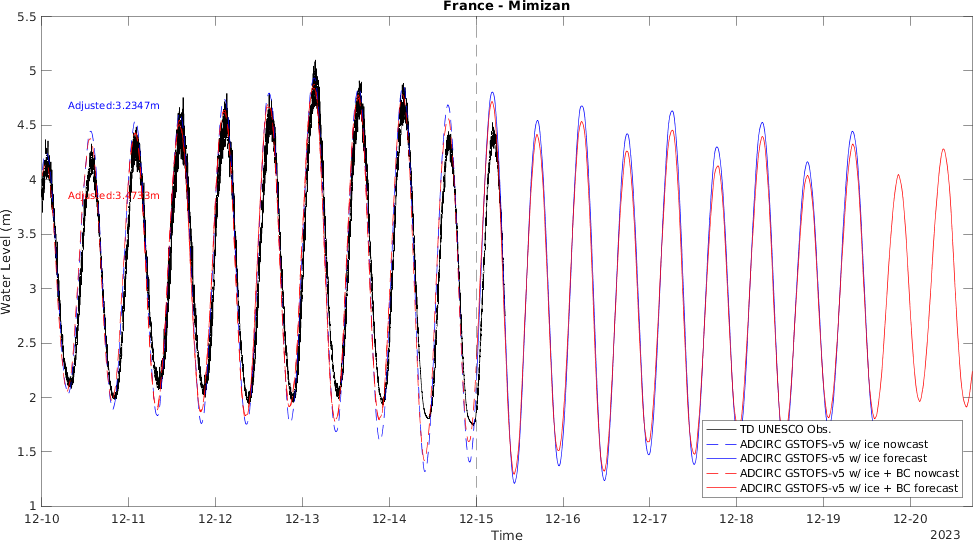 France - Mimizan
5.5
5
4.5
4
3.5
3
2.5
2
1.5
1
Water Level (m)
Adjusted:3.2347m
Adjusted:3.4733m
TD UNESCO Obs.
ADCIRC GSTOFS-v5 w/ ice nowcast
ADCIRC GSTOFS-v5 w/ ice forecast
ADCIRC GSTOFS-v5 w/ ice + BC nowcast
ADCIRC GSTOFS-v5 w/ ice + BC forecast
12-10 12-11 12-12 12-13 12-14 12-15 12-16 12-17 12-18 12-19 12-20
Time
2023